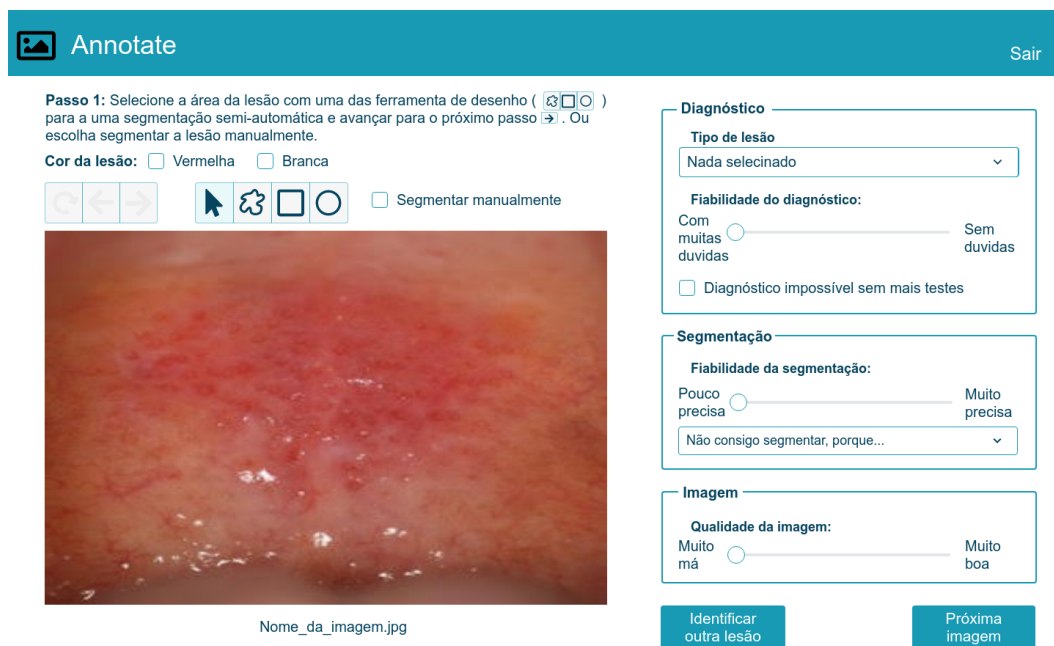 Annotate
Sair
Passo 1: Selecione a área da lesão com uma das ferramenta de desenho ( )
para a uma segmentação semi-automática e avançar para o próximo passo . Ou
escolha segmentar a lesão manualmente.
Cor da lesão: Vermelha Branca
Segmentar manualmente
Nome_da_imagem.jpg
Diagnóstico
Tipo de lesão
Nada selecinado
Fiabilidade do diagnóstico:
Com
muitas
duvidas
Sem
duvidas
Diagnóstico impossível sem mais testes
Segmentação
Fiabilidade da segmentação:
Pouco
precisa
Muito
precisa
Não consigo segmentar, porque...
Imagem
Qualidade da imagem:
Muito
má
Muito
boa
Identificar
outra lesão
Próxima
imagem